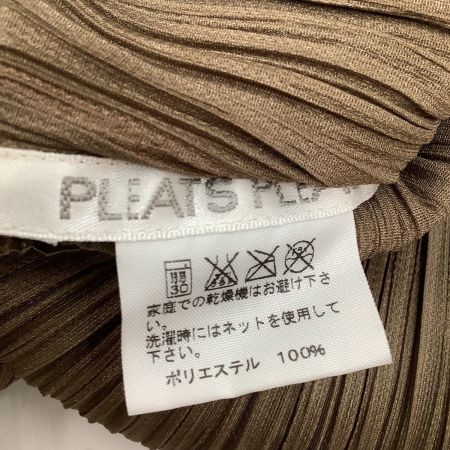 PLEATS PLEA
30
家庭での乾燥機はお避け下さ
い。
洗濯時にはネットを使用して
下さい。
ポリエステル 100%